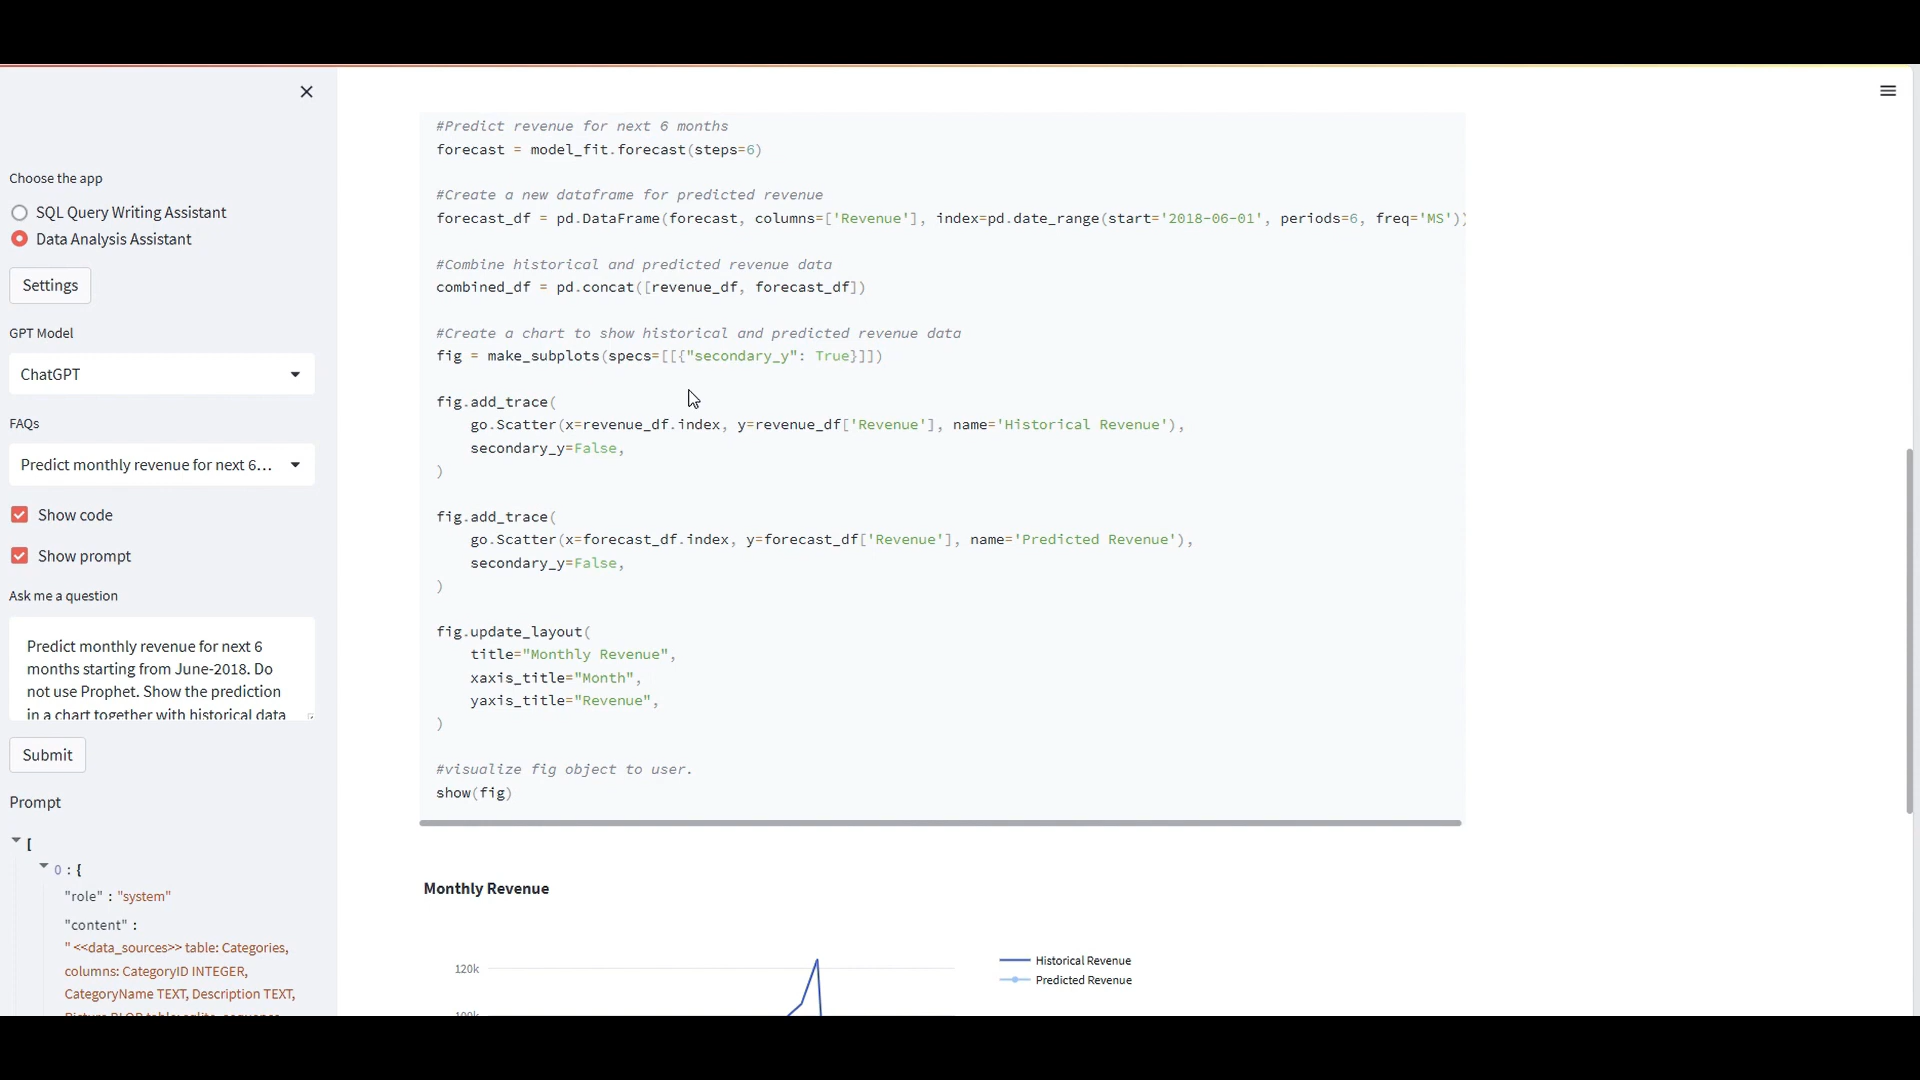 Choose the app
SQL Query Writing Assistant
Data Analysis Assistant
Settings
GPT Model
ChatGPT
FAQs
Predict monthly revenue for next 6...
Show code
Show prompt
Ask me a question
Predict monthly revenue for next 6
months starting from June-2018. Do
not use Prophet. Show the prediction
in a chart together with historical data
Submit
Prompt
[
0 : {
"role" : "system"
"content" :
" <<data_sources>> table: Categories,
columns: CategoryID INTEGER,
CategoryName TEXT, Description TEXT,
#Predict revenue for next 6 months
forecast = model_fit.forecast(steps=6)
#Create a new dataframe for predicted revenue
forecast_df = pd.DataFrame(forecast, columns=['Revenue'], index=pd.date_range(start='2018-06-01', periods=6, freq='MS'))
#Combine historical and predicted revenue data
combined_df = pd.concat([revenue_df, forecast_df])
#Create a chart to show historical and predicted revenue data
fig = make_subplots(specs=[[{"secondary_y": True}]])
fig.add_trace(
go.Scatter(x=revenue_df.index, y=revenue_df['Revenue'], name='Historical Revenue'),
secondary_y=False,
)
fig.add_trace(
go.Scatter(x=forecast_df.index, y=forecast_df['Revenue'], name='Predicted Revenue'),
secondary_y=False,
)
fig.update_layout(
title="Monthly Revenue",
xaxis_title="Month",
yaxis_title="Revenue",
)
#visualize fig object to user.
show(fig)
Monthly Revenue
120k
Historical Revenue
Predicted Revenue